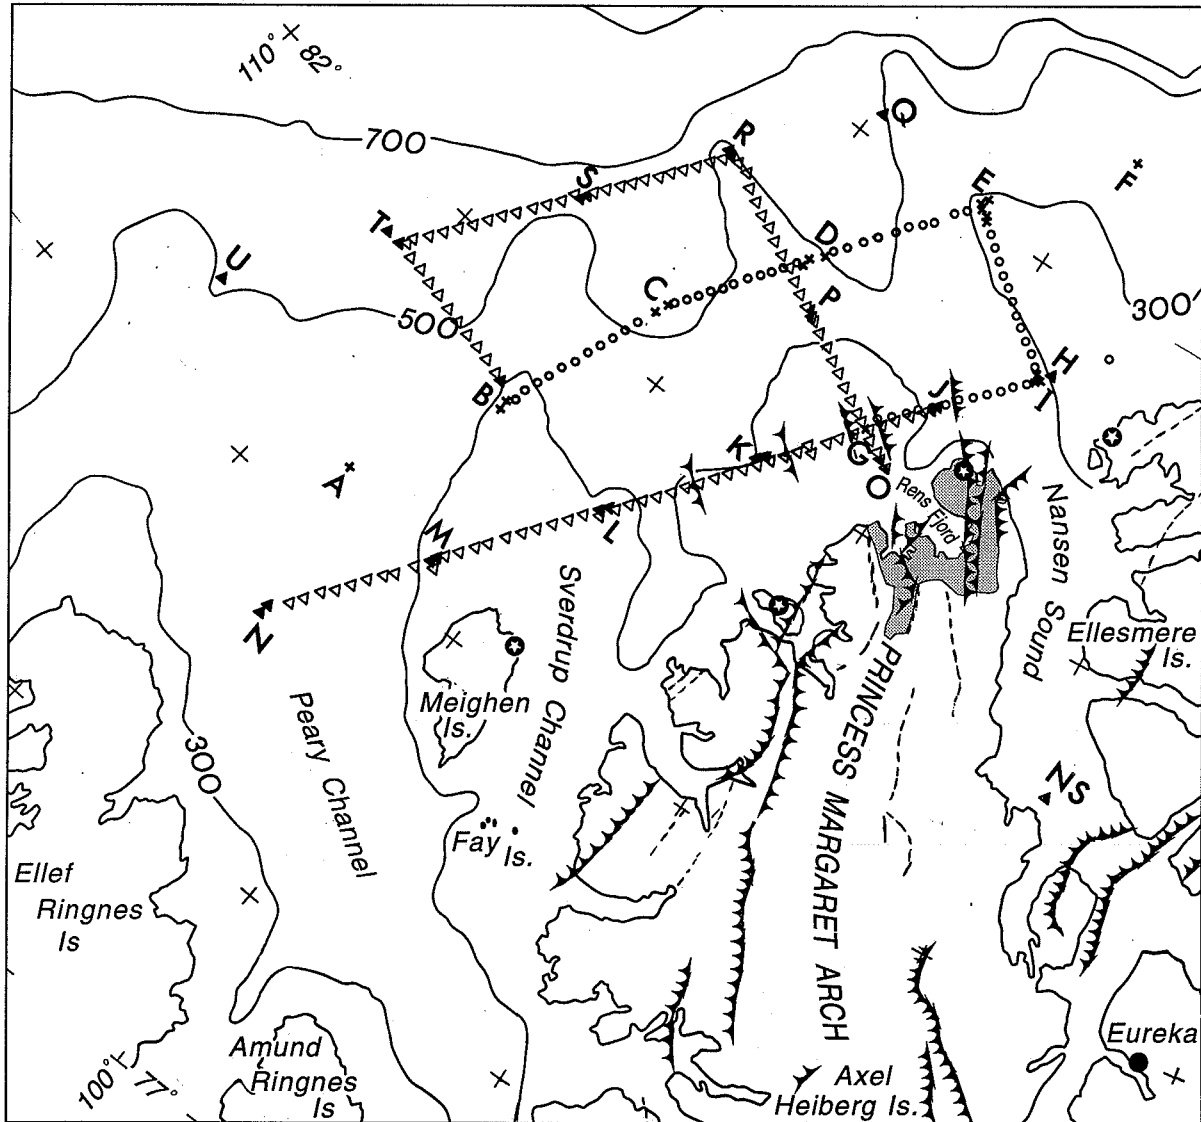 110° 82°
700
R
Q
S
E
F
T
D
U
C
P
500
300
B
H
J
I
K
G
A
O
Rens Fjord
M
L
Nansen Sound
N
Sverdrup Channel
Ellesmere
Is.
Meighen
Is.
PRINCESS MARGARET ARCH
Peary Channel
300
NS
Fay Is.
Ellef
Ringnes
Is
Amund
Ringnes
Is
100° 77°
Eureka
Axel
Heiberg Is.